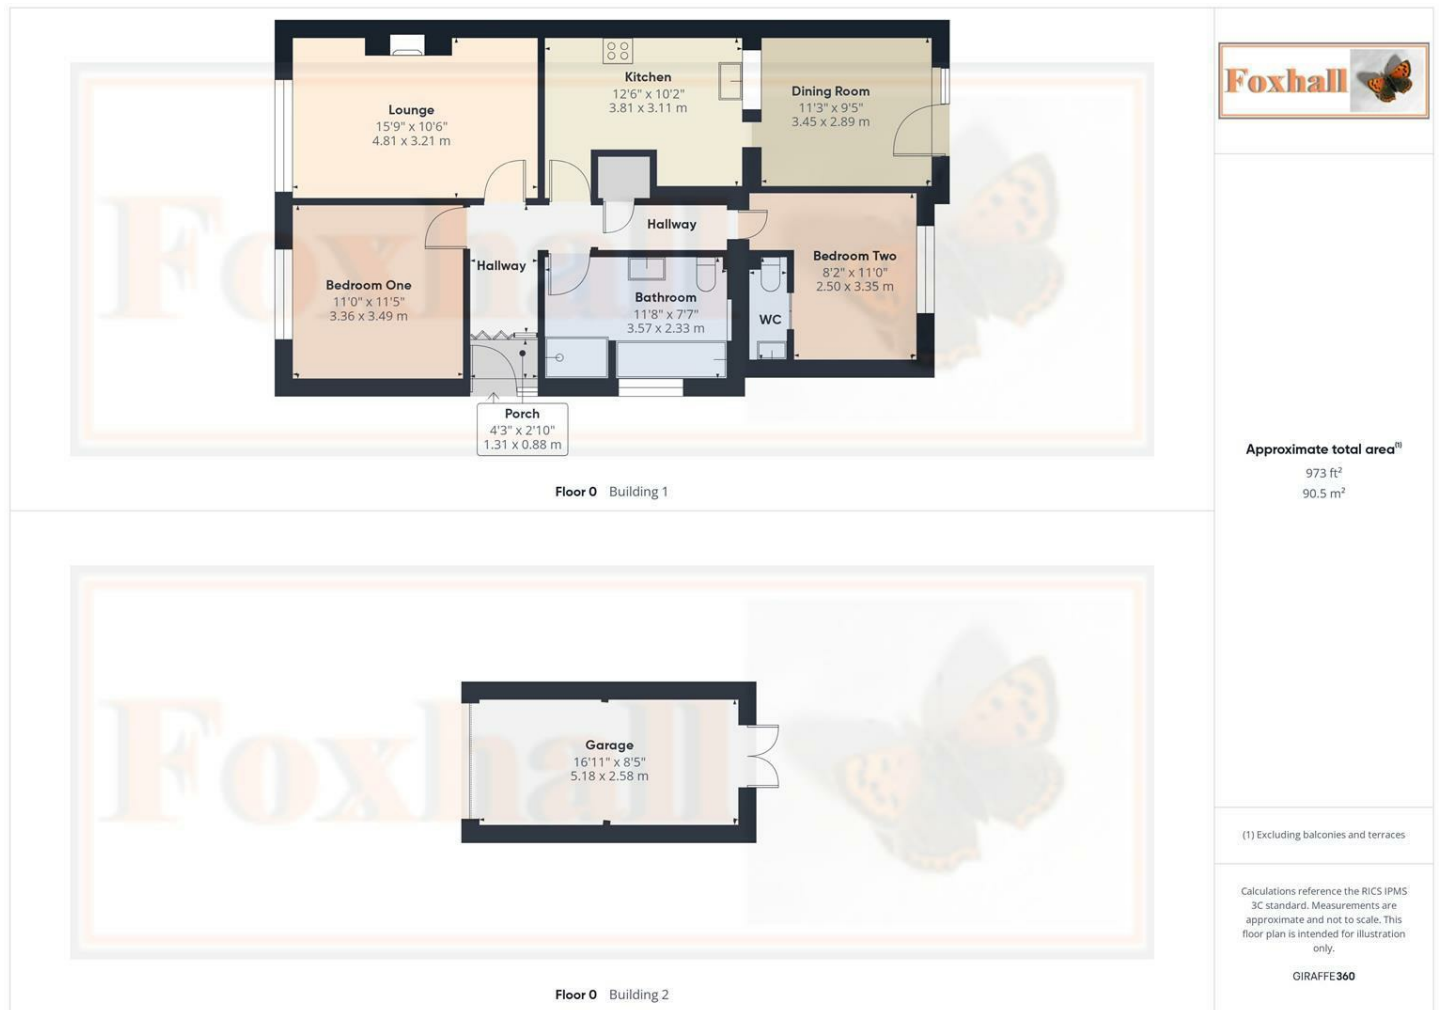 Lounge
15'9" x 10'6"
4.81 x 3.21 m
Kitchen
12'6" x 10'2"
3.81 x 3.11 m
Dining Room
11'3" x 9'5"
3.45 x 2.89 m
Hallway
Hallway
Bedroom One
11'0" x 11'5"
3.36 x 3.49 m
Bathroom
11'8" x 7'7"
3.57 x 2.33 m
WC
Bedroom Two
8'2" x 11'0"
2.50 x 3.35 m
Porch
4'3" x 2'10"
1.31 x 0.88 m
Foxhall
Floor 0 Building 1
Garage
16'11" x 8'5"
5.18 x 2.58 m
Foxhall
Floor 0 Building 2
Foxhall
Approximate total area(1)
973 ft²
90.5 m²
(1) Excluding balconies and terraces
Calculations reference the RICS IPMS
3C standard. Measurements are
approximate and not to scale. This
floor plan is intended for illustration
only.
GIRAFFE360